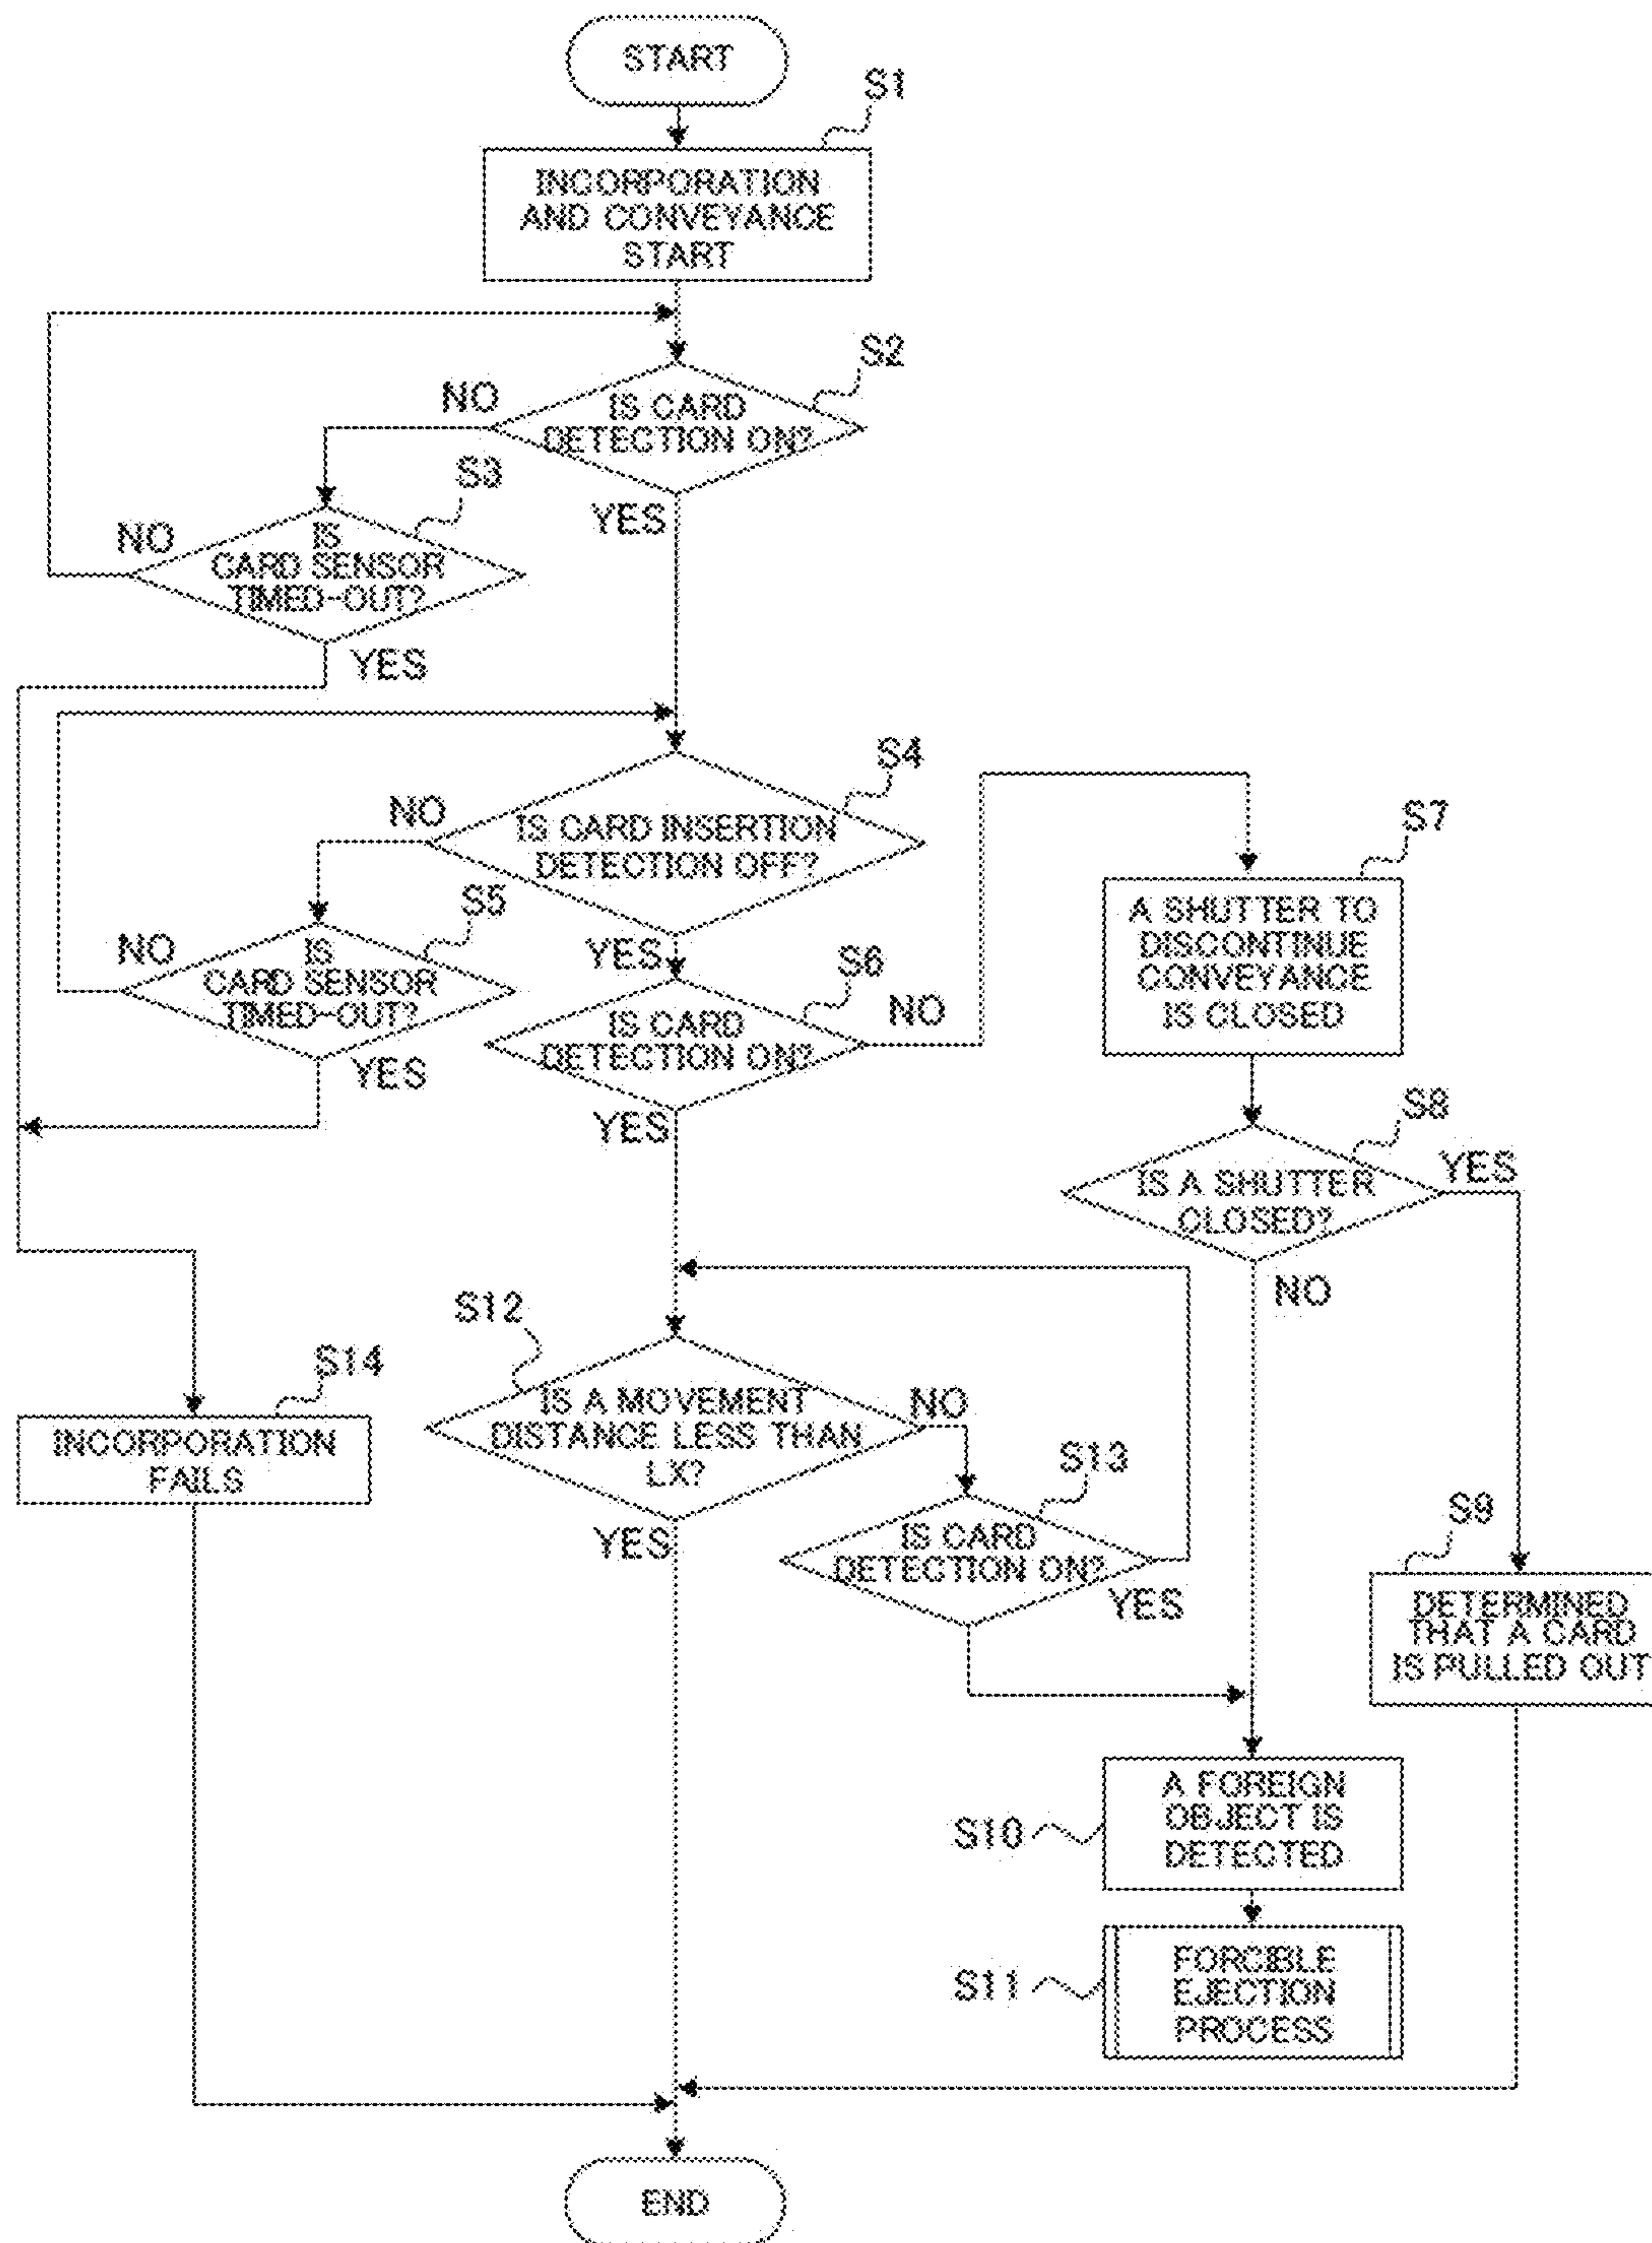 START
S1
INCORPORATION
AND CONVEYANCE
START
S2
NO
IS CARD
DETECTION ON?
S3
YES
NO
IS
CARD SENSOR
TIMED-OUT?
YES
S4
NO
IS CARD INSERTION
DETECTION OFF?
S7
A SHUTTER TO
DISCONTINUE
CONVEYANCE
IS CLOSED
S5
NO
IS
CARD SENSOR
TIMED-OUT?
YES
YES
S6
NO
IS CARD
DETECTION ON?
YES
S8
YES
IS A SHUTTER
CLOSED?
NO
S12
S14
INCORPORATION
FAILS
IS A MOVEMENT
DISTANCE LESS THAN
LX?
NO
YES
S13
IS CARD
DETECTION ON?
YES
S9
DETERMINED
THAT A CARD
IS PULLED OUT
S10
A FOREIGN
OBJECT IS
DETECTED
S11
FORCIBLE
EJECTION
PROCESS
END